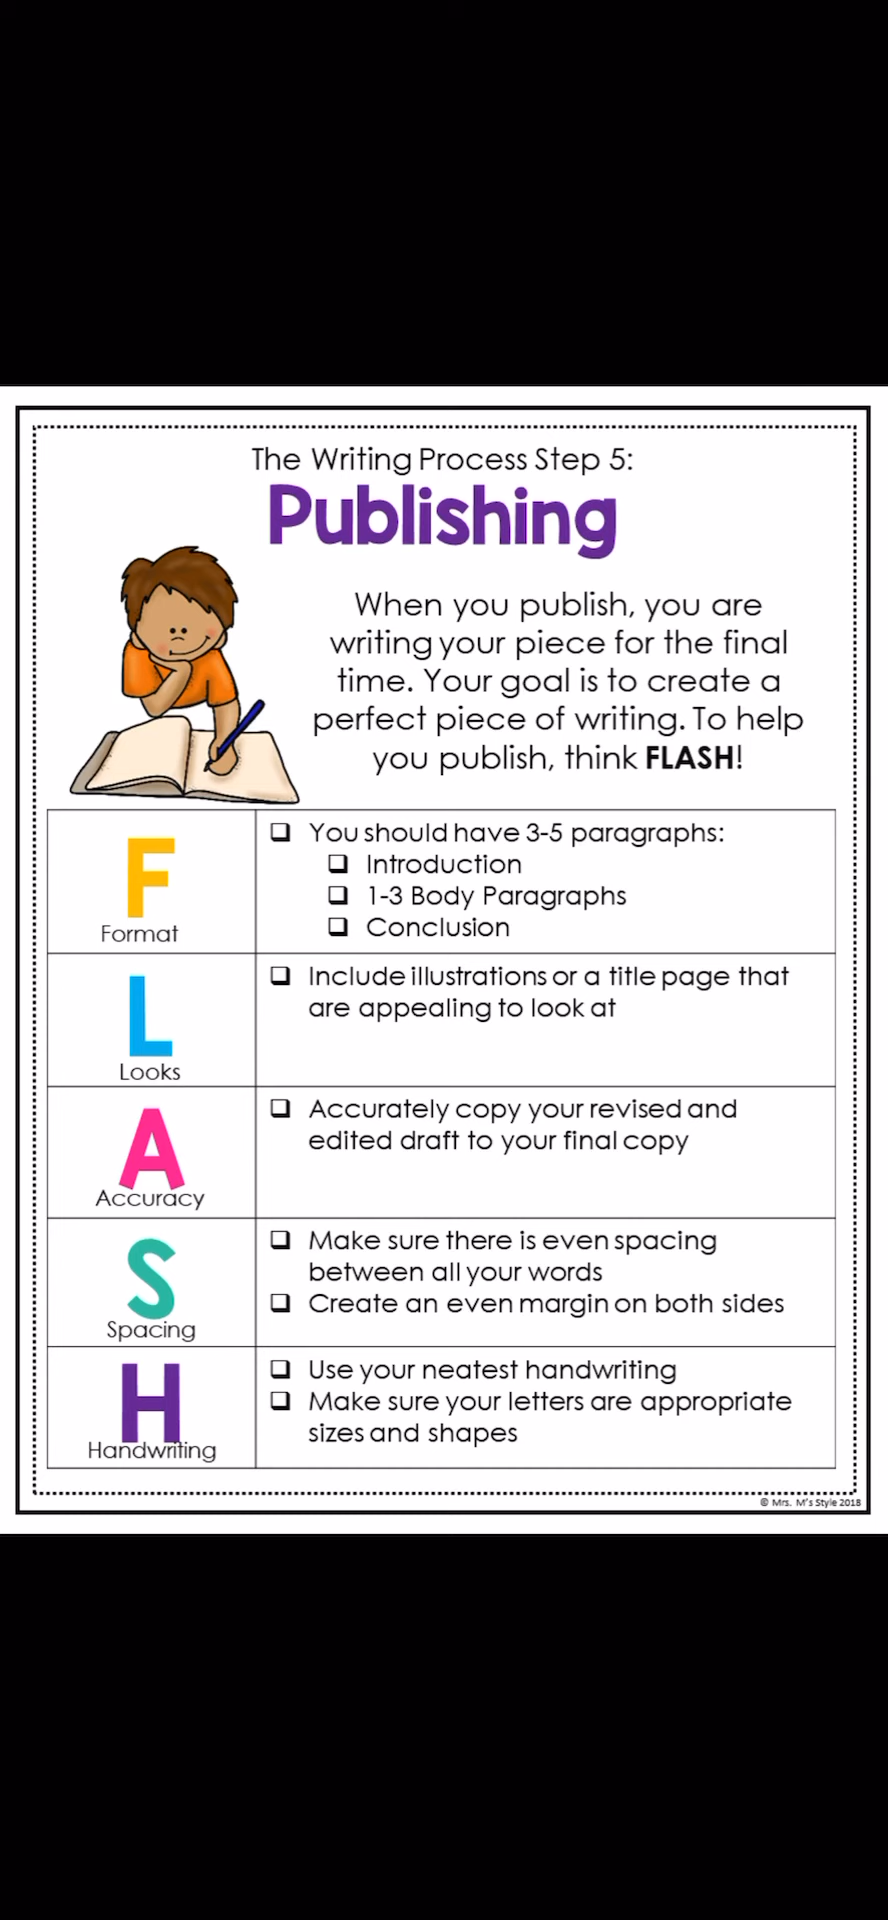 The Writing Process Step 5:
Publishing
When you publish, you are
writing your piece for the final
time. Your goal is to create a
perfect piece of writing. To help
you publish, think FLASH!
F
Format
❑ You should have 3-5 paragraphs:
❑ Introduction
❑ 1-3 Body Paragraphs
❑ Conclusion
L
Looks
❑ Include illustrations or a title page that
are appealing to look at
A
Accuracy
❑ Accurately copy your revised and
edited draft to your final copy
S
Spacing
❑ Make sure there is even spacing
between all your words
❑ Create an even margin on both sides
H
Handwriting
❑ Use your neatest handwriting
❑ Make sure your letters are appropriate
sizes and shapes
© Mrs. M's Style 2018